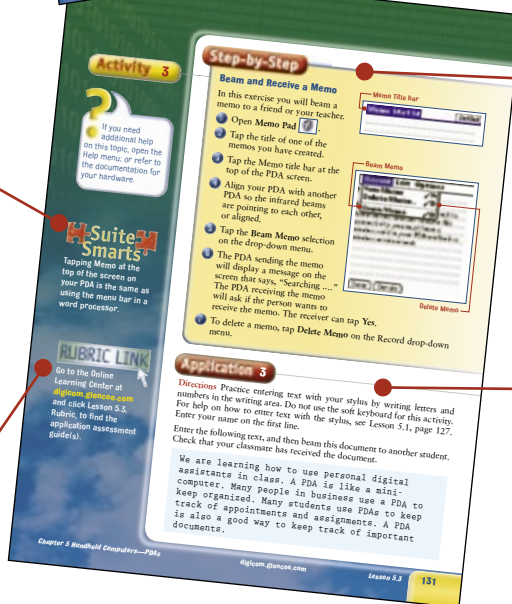 Activity 3
If you need
additional help
on this topic, open the
Help menu; or refer to
the documentation for
your hardware.
Suite
Smarts
Tapping Memo at the
top of the screen on
your PDA is the same as
using the menu bar in a
word processor.
RUBRIC LINK
Go to the Online
Learning Center at
digicom.glencoe.com
and click Lesson 5.3,
Rubric, to find the
application assessment
guide(s).
Step-by-Step
Beam and Receive a Memo
In this exercise you will beam a
memo to a friend or your teacher.
1 Open Memo Pad .
2 Tap the title of one of the
memos you have created.
3 Tap the Memo title bar at the
top of the PDA screen.
4 Align your PDA with another
PDA so the infrared beams
are pointing to each other,
or aligned.
5 Tap the Beam Memo selection
on the drop-down menu.
6 The PDA sending the memo
will display a message on the
screen that says, "Searching ...."
The PDA receiving the memo
will ask if the person wants to
receive the memo. The receiver can tap Yes.
7 To delete a memo, tap Delete Memo on the Record drop-down
menu.
Memo Title bar
Beam Memo
Record Edit Options
Delete Memo
Application 3
Directions Practice entering text with your stylus by writing letters and
numbers in the writing area. Do not use the soft keyboard for this activity.
For help on how to enter text with the stylus, see Lesson 5.1, page 127.
Enter your name on the first line.
Enter the following text, and then beam this document to another student.
Check that your classmate has received the document.
We are learning how to use personal digital
assistants in class. A PDA is like a mini-
computer. Many people in business use a PDA to
keep organized. Many students use PDAs to keep
track of appointments and assignments. A PDA
is also a good way to keep track of important
documents.
Chapter 5 Handheld Computers—PDAs
digicom.glencoe.com
Lesson 5.3
131